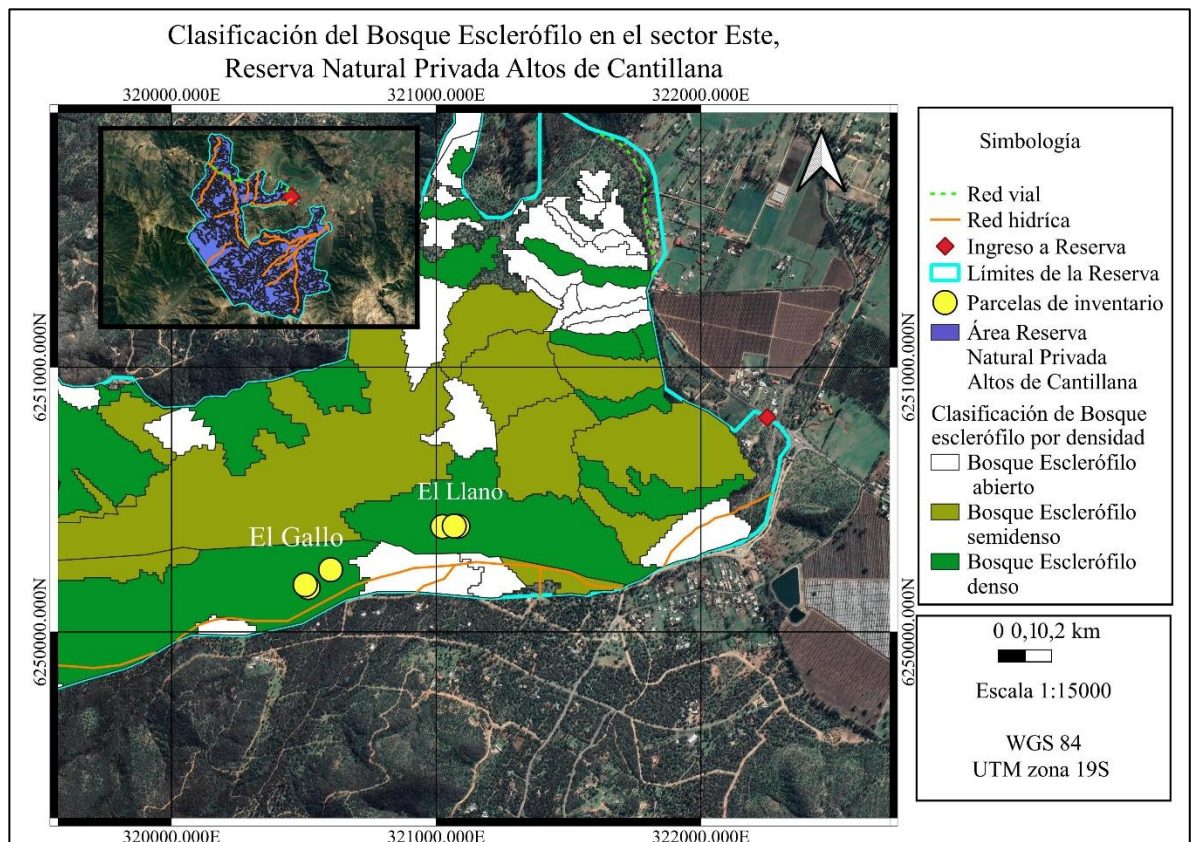 Clasificación del Bosque Esclerófilo en el sector Este,
Reserva Natural Privada Altos de Cantillana
320000.000E
321000.000E
322000.000E
6251000.000N
6250000.000N
El Llano
El Gallo
6251000.000N
6250000.000N
320000.000E
321000.000E
322000.000E
Simbología
Red vial
Red hidríca
Ingreso a Reserva
Límites de la Reserva
Parcelas de inventario
Área Reserva
Natural Privada
Altos de Cantillana
Clasificación de Bosque
esclerófilo por densidad
Bosque Esclerófilo
abierto
Bosque Esclerófilo
semidenso
Bosque Esclerófilo
denso
0 0,10,2 km
Escala 1:15000
WGS 84
UTM zona 19S